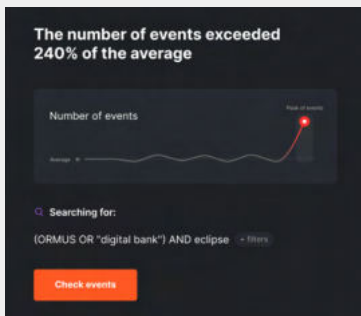 The number of events exceeded
240% of the average
Peak of events
Number of events
Average
Searching for:
(ORMUS OR "digital bank") AND eclipse + filters
Check events